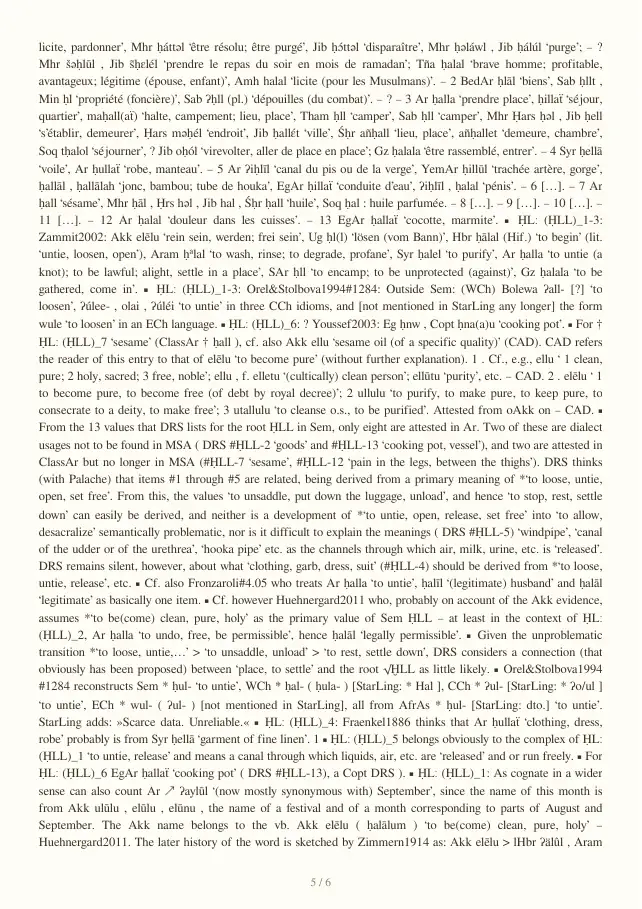 licite, pardonner’, Mhr ḥáttəl ‘être résolu; être purgé’, Jib ḥɔ́ttəl ‘disparaître’, Mhr ḥəláwl , Jib ḥálúl ‘purge’; – ?
Mhr šəḥlūl , Jib šḥelél ‘prendre le repas du soir en mois de ramadan’; Tña ḥalal ‘brave homme; profitable,
avantageux; légitime (épouse, enfant)’, Amh halal ‘licite (pour les Musulmans)’. – 2 BedAr ḥlāl ‘biens’, Sab ḥllt ,
Min ḥl ‘propriété (foncière)’, Sab ʔḥll (pl.) ‘dépouilles (du combat)’. – ? – 3 Ar ḥalla ‘prendre place’, ḥillaï ‘séjour,
quartier’, maḥall(aï) ‘halte, campement; lieu, place’, Tham ḥll ‘camper’, Sab ḥll ‘camper’, Mhr Ḥars ḥəl , Jib ḥell
‘s’établir, demeurer’, Ḥars məḥél ‘endroit’, Jib ḥallét ‘ville’, Śḥr añḥall ‘lieu, place’, añḥallet ‘demeure, chambre’,
Soq tḥalol ‘séjourner’, ? Jib oḥól ‘virevolter, aller de place en place’; Gz ḥalala ‘être rassemblé, entrer’. – 4 Syr ḥellā
‘voile’, Ar ḥullaï ‘robe, manteau’. – 5 Ar ʔiḥlīl ‘canal du pis ou de la verge’, YemAr ḥillūl ‘trachée artère, gorge’,
ḥallāl , ḥallālah ‘jonc, bambou; tube de houka’, EgAr ḥillaï ‘conduite d’eau’, ʔiḥlīl , ḥalal ‘pénis’. – 6 […]. – 7 Ar
ḥall ‘sésame’, Mhr ḥāl , Ḥrs həl , Jib hal , Śḥr ḥall ‘huile’, Soq ḥal : huile parfumée. – 8 […]. – 9 […]. – 10 […]. –
11 […]. – 12 Ar ḥalal ‘douleur dans les cuisses’. – 13 EgAr ḥallaï ‘cocotte, marmite’. ▪ ḤL: (ḤLL)_1-3:
Zammit2002: Akk elēlu ‘rein sein, werden; frei sein’, Ug ḥl(l) ‘lösen (vom Bann)’, Hbr ḥālal (Hif.) ‘to begin’ (lit.
‘untie, loosen, open’), Aram ḥᵃlal ‘to wash, rinse; to degrade, profane’, Syr ḥalel ‘to purify’, Ar ḥalla ‘to untie (a
knot); to be lawful; alight, settle in a place’, SAr ḥll ‘to encamp; to be unprotected (against)’, Gz ḥalala ‘to be
gathered, come in’. ▪ ḤL: (ḤLL)_1-3: Orel&Stolbova1994#1284: Outside Sem: (WCh) Bolewa ʔall- [?] ‘to
loosen’, ʔúlee- , olai , ʔúléi ‘to untie’ in three CCh idioms, and [not mentioned in StarLing any longer] the form
wule ‘to loosen’ in an ECh language. ▪ ḤL: (ḤLL)_6: ? Youssef2003: Eg ḥnw , Copt ḥna(a)u ‘cooking pot’. ▪ For †
ḤL: (ḤLL)_7 ‘sesame’ (ClassAr † ḥall ), cf. also Akk ellu ‘sesame oil (of a specific quality)’ (CAD). CAD refers
the reader of this entry to that of elēlu ‘to become pure’ (without further explanation). 1 . Cf., e.g., ellu ‘ 1 clean,
pure; 2 holy, sacred; 3 free, noble’; ellu , f. elletu ‘(cultically) clean person’; ellūtu ‘purity’, etc. – CAD. 2 . elēlu ‘ 1
to become pure, to become free (of debt by royal decree)’; 2 ullulu ‘to purify, to make pure, to keep pure, to
consecrate to a deity, to make free’; 3 utallulu ‘to cleanse o.s., to be purified’. Attested from oAkk on – CAD. ▪
From the 13 values that DRS lists for the root ḤLL in Sem, only eight are attested in Ar. Two of these are dialect
usages not to be found in MSA ( DRS #ḤLL-2 ‘goods’ and #ḤLL-13 ‘cooking pot, vessel’), and two are attested in
ClassAr but no longer in MSA (#ḤLL-7 ‘sesame’, #ḤLL-12 ‘pain in the legs, between the thighs’). DRS thinks
(with Palache) that items #1 through #5 are related, being derived from a primary meaning of *‘to loose, untie,
open, set free’. From this, the values ‘to unsaddle, put down the luggage, unload’, and hence ‘to stop, rest, settle
down’ can easily be derived, and neither is a development of *‘to untie, open, release, set free’ into ‘to allow,
desacralize’ semantically problematic, nor is it difficult to explain the meanings ( DRS #ḤLL-5) ‘windpipe’, ‘canal
of the udder or of the urethra’, ‘hooka pipe’ etc. as the channels through which air, milk, urine, etc. is ‘released’.
DRS remains silent, however, about what ‘clothing, garb, dress, suit’ (#ḤLL-4) should be derived from *‘to loose,
untie, release’, etc. ▪ Cf. also Fronzaroli#4.05 who treats Ar ḥalla ‘to untie’, ḥalīl ‘(legitimate) husband’ and ḥalāl
‘legitimate’ as basically one item. ▪ Cf. however Huehnergard2011 who, probably on account of the Akk evidence,
assumes *‘to be(come) clean, pure, holy’ as the primary value of Sem ḤLL – at least in the context of ḤL:
(ḤLL)_2, Ar ḥalla ‘to undo, free, be permissible’, hence ḥalāl ‘legally permissible’. ▪ Given the unproblematic
transition *‘to loose, untie,…’ > ‘to unsaddle, unload’ > ‘to rest, settle down’, DRS considers a connection (that
obviously has been proposed) between ‘place, to settle’ and the root √ḤLL as little likely. ▪ Orel&Stolbova1994
#1284 reconstructs Sem * ḥul- ‘to untie’, WCh * ḥal- ( ḥula- ) [StarLing: * Hal ], CCh * ʔul- [StarLing: * ʔo/ul ]
‘to untie’, ECh * wul- ( ʔul- ) [not mentioned in StarLing], all from AfrAs * ḥul- [StarLing: dto.] ‘to untie’.
StarLing adds: »Scarce data. Unreliable.« ▪ ḤL: (ḤLL)_4: Fraenkel1886 thinks that Ar ḥullaï ‘clothing, dress,
robe’ probably is from Syr ḥellā ‘garment of fine linen’. 1 ▪ ḤL: (ḤLL)_5 belongs obviously to the complex of ḤL:
(ḤLL)_1 ‘to untie, release’ and means a canal through which liquids, air, etc. are ‘released’ and or run freely. ▪ For
ḤL: (ḤLL)_6 EgAr ḥallaï ‘cooking pot’ ( DRS #ḤLL-13), a Copt DRS ). ▪ ḤL: (ḤLL)_1: As cognate in a wider
sense can also count Ar ↗ ʔaylūl ‘(now mostly synonymous with) September’, since the name of this month is
from Akk ulūlu , elūlu , elūnu , the name of a festival and of a month corresponding to parts of August and
September. The Akk name belongs to the vb. Akk elēlu ( ḥalālum ) ‘to be(come) clean, pure, holy’ –
Huehnergard2011. The later history of the word is sketched by Zimmern1914 as: Akk elēlu > lHbr ʔälûl , Aram
5 / 6